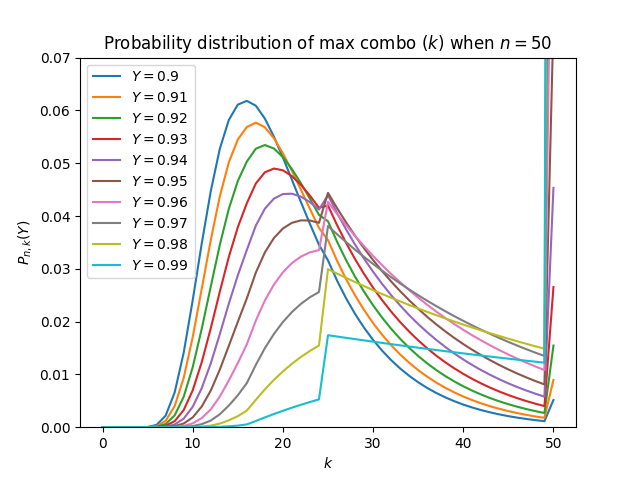 Probability distribution of max combo (k) when n = 50
0.07
0.06
0.05
0.04
0.03
0.02
0.01
0.00
P_{n,k}(Y)
Y = 0.9
Y = 0.91
Y = 0.92
Y = 0.93
Y = 0.94
Y = 0.95
Y = 0.96
Y = 0.97
Y = 0.98
Y = 0.99
0 10 20 30 40 50
k